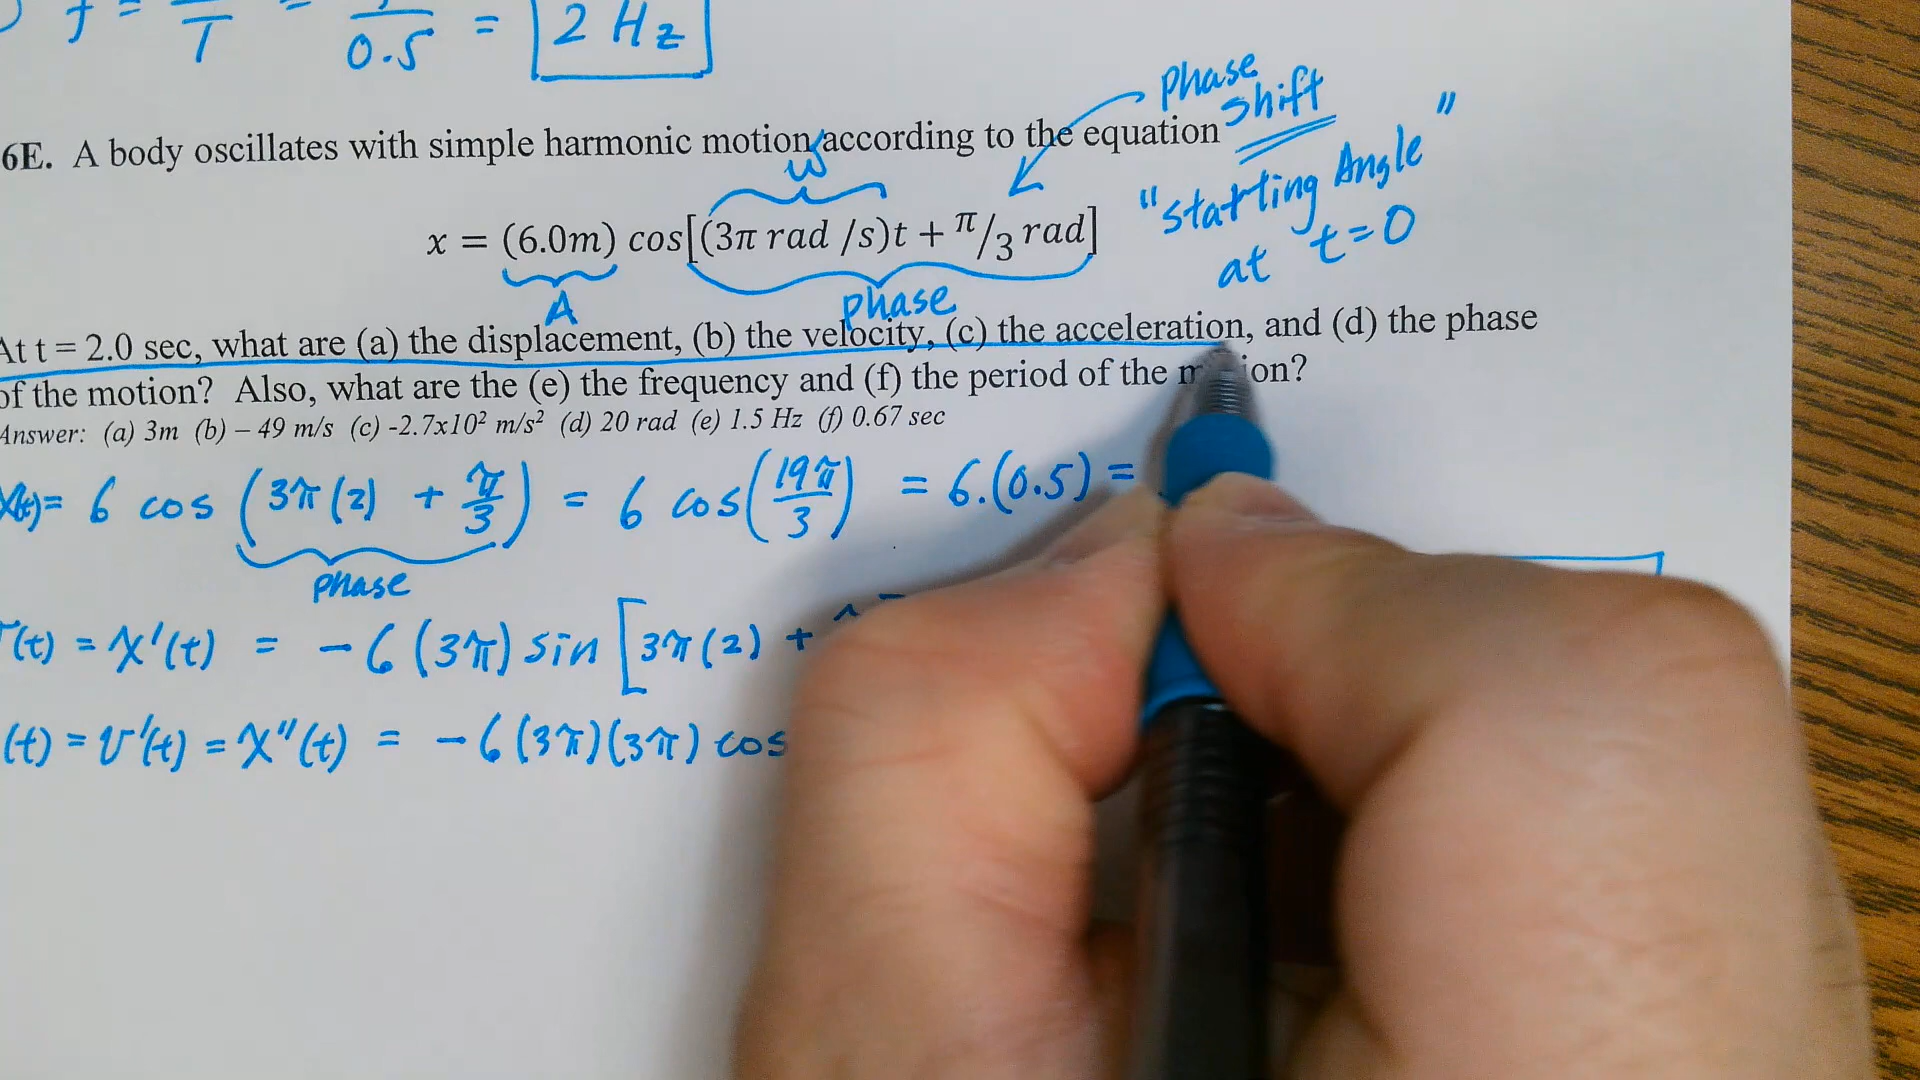 f = 1/T = 1/0.5 = 2 Hz
phase shift
6E. A body oscillates with simple harmonic motion according to the equation
ω
"starting Angle"
x = (6.0m) cos[(3π rad /s)t + π/3 rad]
at t=0
A phase
At t = 2.0 sec, what are (a) the displacement, (b) the velocity, (c) the acceleration, and (d) the phase
of the motion? Also, what are the (e) the frequency and (f) the period of the ion?
Answer: (a) 3m (b) – 49 m/s (c) -2.7x10² m/s² (d) 20 rad (e) 1.5 Hz (f) 0.67 sec
x(t)= 6 cos (3π(2) + π/3) = 6 cos(19π/3) = 6.(0.5) =
phase
(t) = x'(t) = -6 (3π) sin [3π(2) +
(t) = v'(t) = x"(t) = -6 (3π)(3π) cos